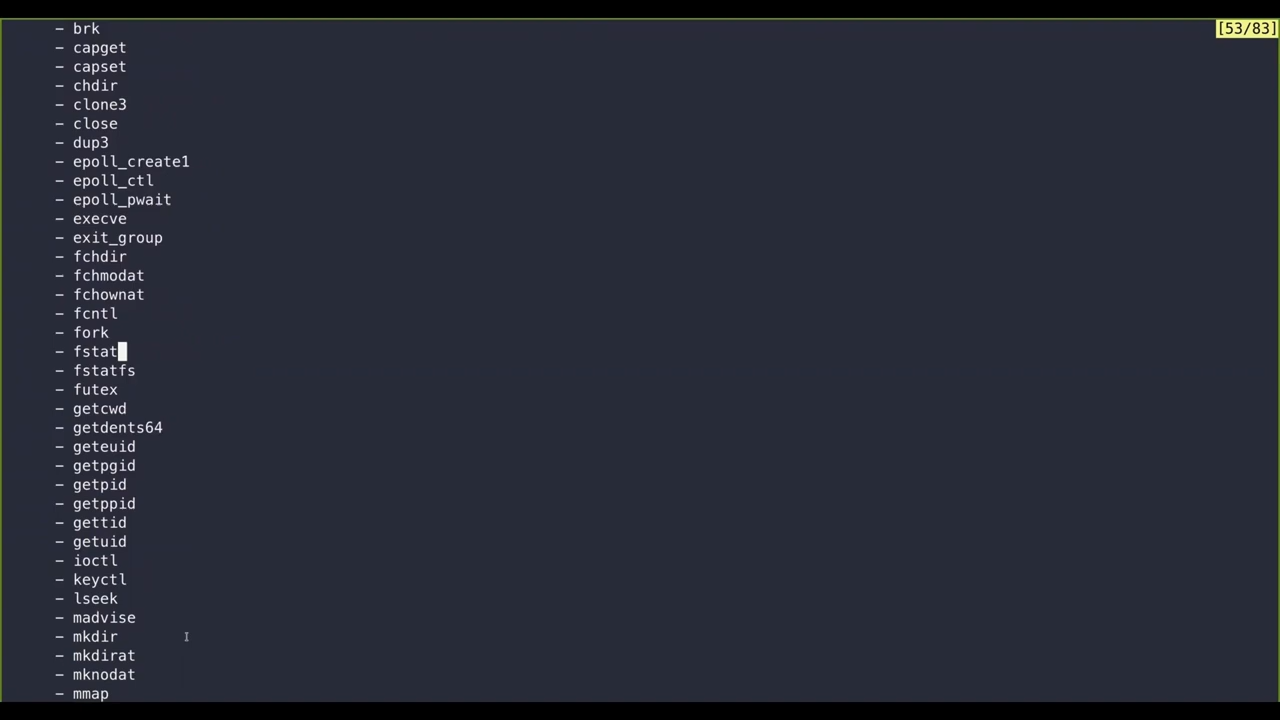 - brk
[53/83]
- capget
- capset
- chdir
- clone3
- close
- dup3
- epoll_create1
- epoll_ctl
- epoll_pwait
- execve
- exit_group
- fchdir
- fchmodat
- fchownat
- fcntl
- fork
- fstat
- fstatfs
- futex
- getcwd
- getdents64
- geteuid
- getpgid
- getpid
- getppid
- gettid
- getuid
- ioctl
- keyctl
- lseek
- madvise
- mkdir
- mkdirat
- mknodat
- mmap